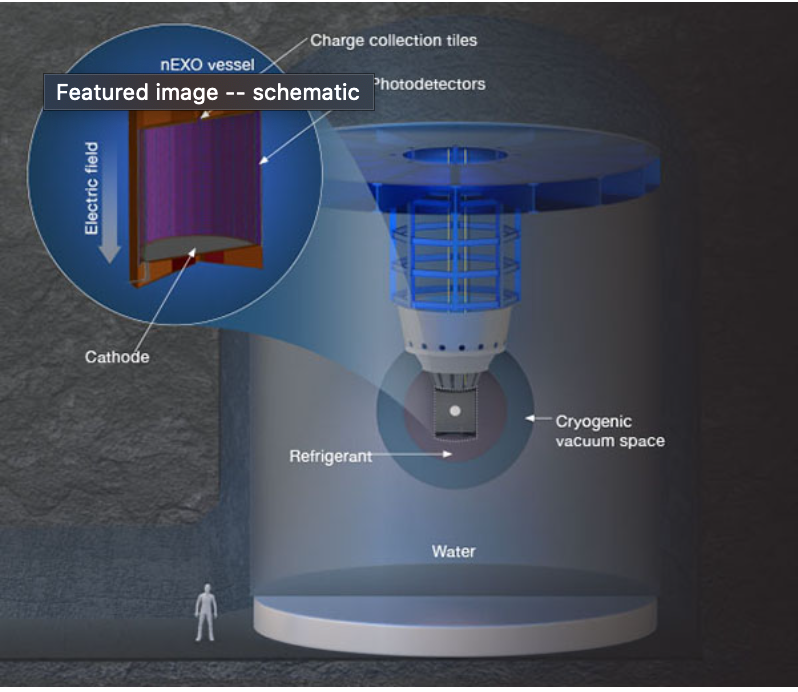 Charge collection tiles
nEXO vessel
Featured image -- schematic
Photodetectors
Electric field
Cathode
Cryogenic
vacuum space
Refrigerant
Water